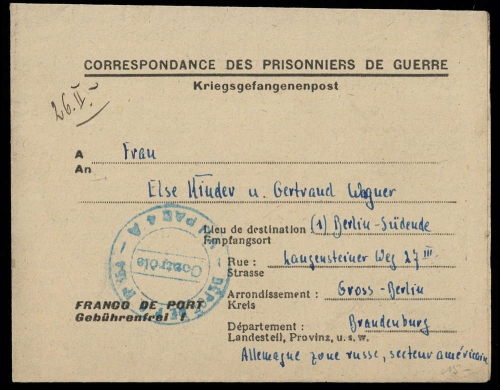 CORRESPONDANCE DES PRISONNIERS DE GUERRE
Kriegsgefangenenpost
26. II.
A Frau
An
Else Hinder u. Gertraud Wagner
Lieu de destination : (1) Berlin-Südende
Empfangsort
Rue : Langensteiner Weg 27 III
Strasse
Arrondissement : Gross-Berlin
Kreis
Département : Brandenburg
Landesteil, Provinz, u. s. w.
Allemagne zone russe, secteur américain
FRANCO DE PORT
Gebührenfrei !
Contrôle
15-